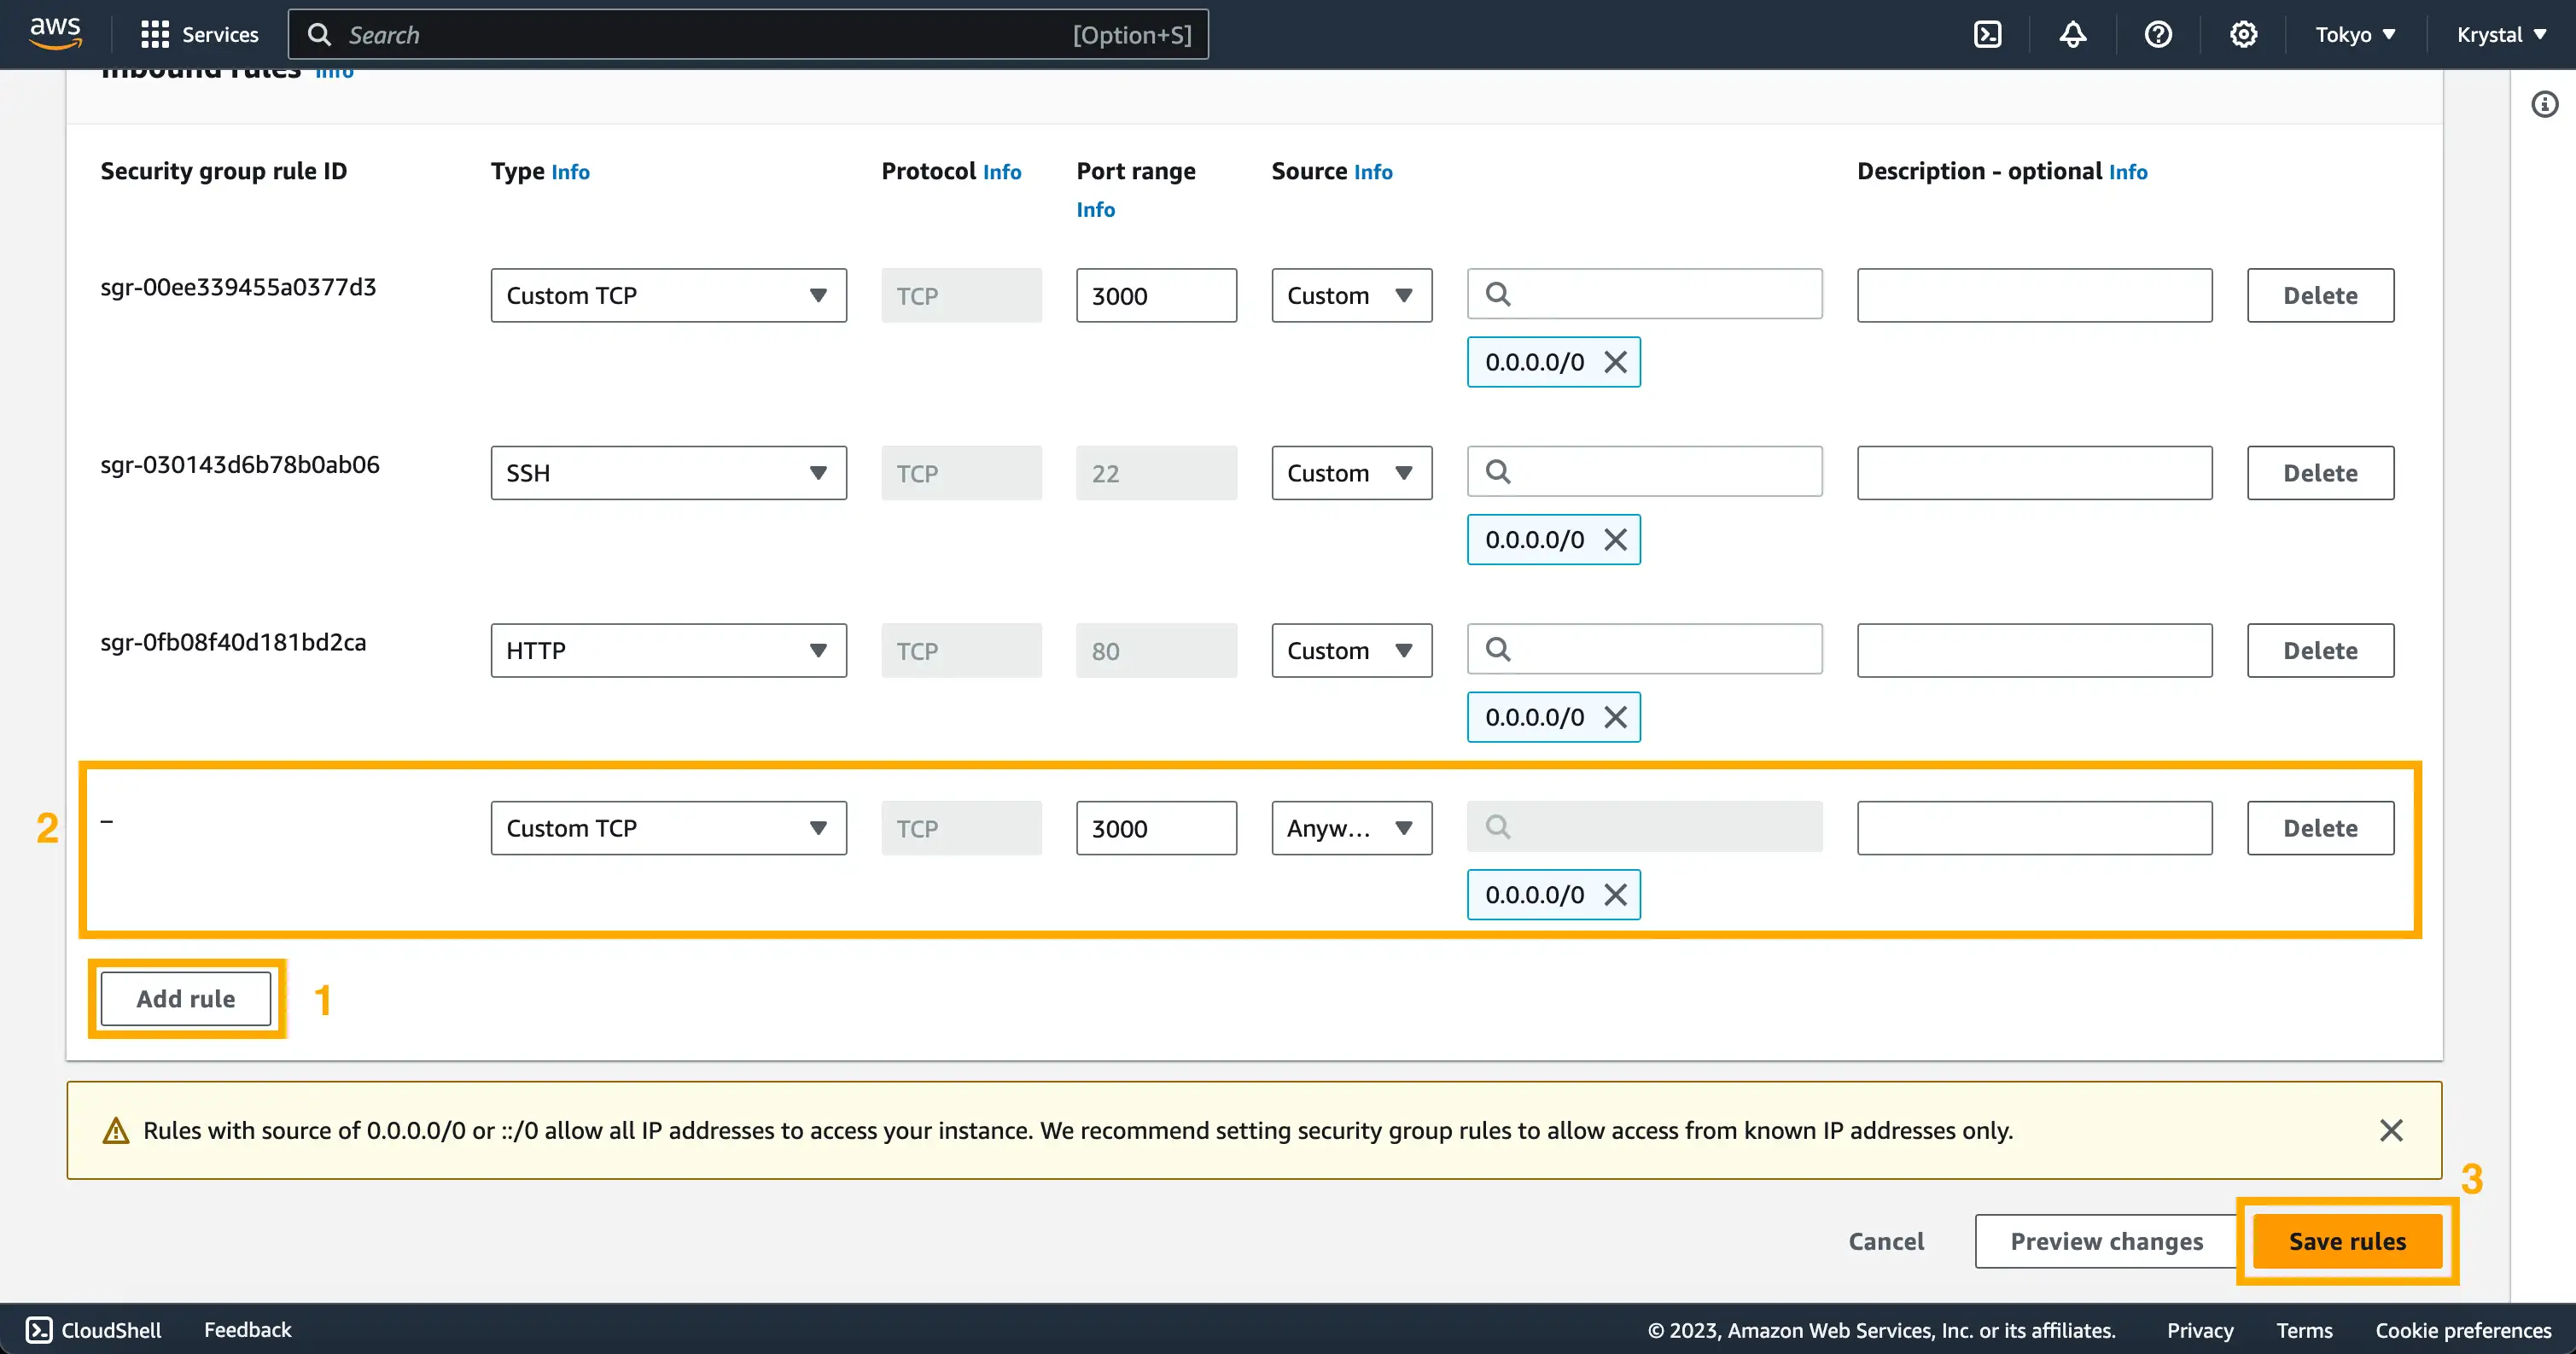 aws Services Search [Option+S] Tokyo Krystal
Inbound rules Info
Security group rule ID Type Info Protocol Info Port range Info Source Info Description - optional Info
sgr-00ee339455a0377d3 Custom TCP TCP 3000 Custom Delete
0.0.0.0/0
sgr-030143d6b78b0ab06 SSH TCP 22 Custom Delete
0.0.0.0/0
sgr-0fb08f40d181bd2ca HTTP TCP 80 Custom Delete
0.0.0.0/0
2 – Custom TCP TCP 3000 Anyw... Delete
0.0.0.0/0
Add rule 1
Rules with source of 0.0.0.0/0 or ::/0 allow all IP addresses to access your instance. We recommend setting security group rules to allow access from known IP addresses only.
3
Cancel Preview changes Save rules
CloudShell Feedback © 2023, Amazon Web Services, Inc. or its affiliates. Privacy Terms Cookie preferences